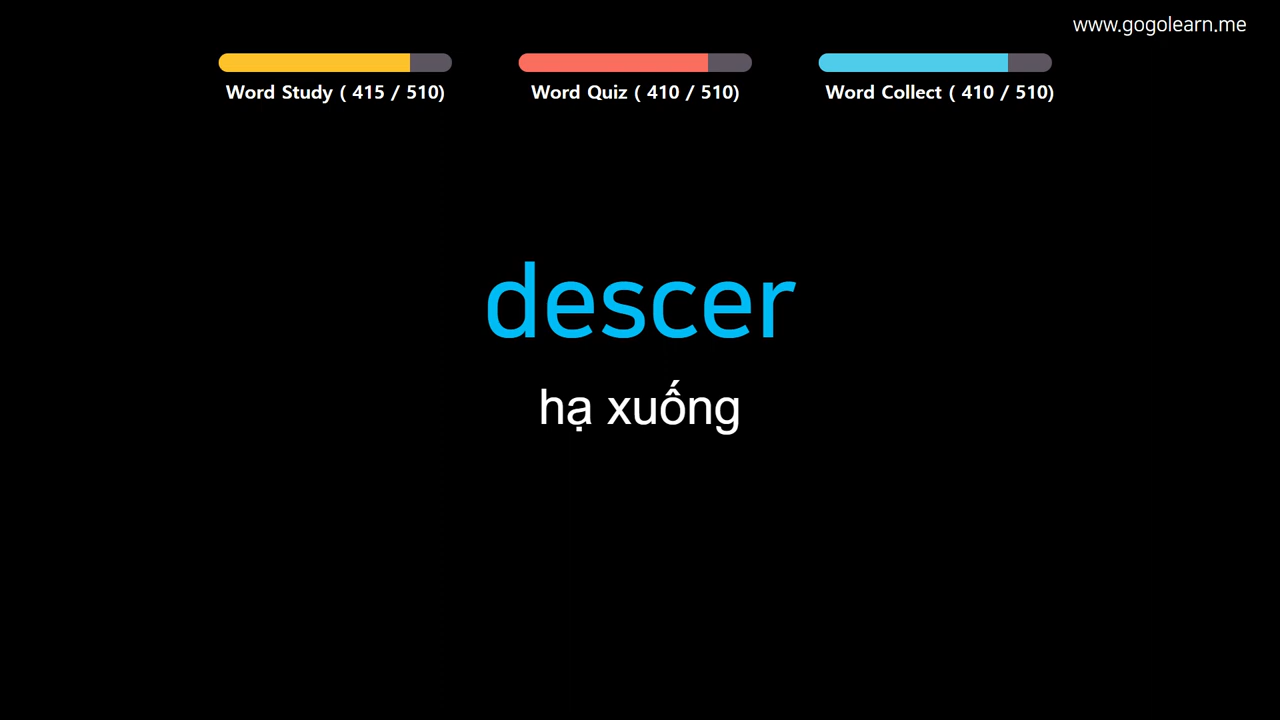 www.gogolearn.me
Word Study ( 415 / 510)
Word Quiz ( 410 / 510)
Word Collect ( 410 / 510)
descer
hạ xuống